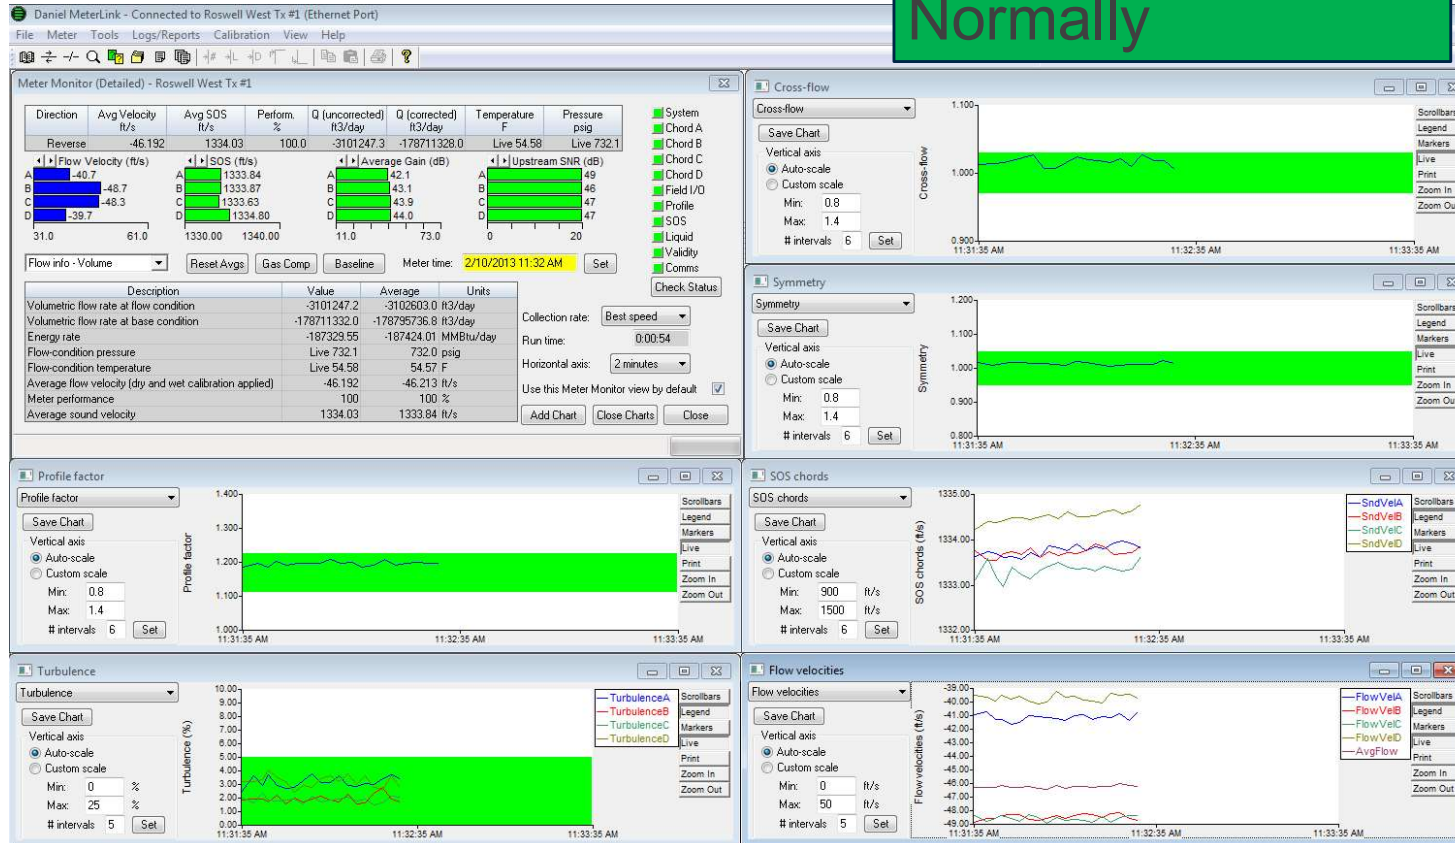 Normally
Daniel MeterLink - Connected to Roswell West Tx #1 (Ethernet Port)
File Meter Tools Logs/Reports Calibration View Help
Meter Monitor (Detailed) - Roswell West Tx #1
Direction Avg Velocity ft/s Avg SOS ft/s Perform. % Q (uncorrected) ft3/day Q (corrected) ft3/day Temperature F Pressure psig
Reverse -46.192 1334.03 100.0 -3101247.3 -178711328.0 Live 54.58 Live 732.1
Flow Velocity (ft/s) SOS (ft/s) Average Gain (dB) Upstream SNR (dB)
A -40.7 A 1333.84 A 42.1 A 49
B -48.7 B 1333.87 B 43.1 B 46
C -48.3 C 1333.63 C 43.9 C 47
D -39.7 D 1334.80 D 44.0 D 47
31.0 61.0 1330.00 1340.00 11.0 73.0 0 20
System
Chord A
Chord B
Chord C
Chord D
Field I/O
Profile
SOS
Liquid
Validity
Comms
Check Status
Flow info - Volume Reset Avgs Gas Comp Baseline Meter time: 2/10/2013 11:32 AM Set
Description Value Average Units
Volumetric flow rate at flow condition -3101247.2 -3102603.0 ft3/day
Volumetric flow rate at base condition -178711332.0 -178795736.8 ft3/day
Energy rate -187329.55 -187424.01 MMBtu/day
Flow-condition pressure Live 732.1 732.0 psig
Flow-condition temperature Live 54.58 54.57 F
Average flow velocity (dry and wet calibration applied) -46.192 -46.213 ft/s
Meter performance 100 100 %
Average sound velocity 1334.03 1333.84 ft/s
Collection rate: Best speed
Run time: 0:00:54
Horizontal axis: 2 minutes
Use this Meter Monitor view by default
Add Chart Close Charts Close
Cross-flow
Cross-flow
Save Chart
Vertical axis
Auto-scale
Custom scale
Min: 0.8
Max: 1.4
# intervals 6 Set
Cross-flow
1.100
1.000
0.900
11:31:35 AM 11:32:35 AM 11:33:35 AM
Scrollbars
Legend
Markers
Live
Print
Zoom In
Zoom Ou
Symmetry
Symmetry
Save Chart
Vertical axis
Auto-scale
Custom scale
Min: 0.8
Max: 1.4
# intervals 6 Set
Symmetry
1.200
1.100
1.000
0.900
0.800
11:31:35 AM 11:32:35 AM 11:33:35 AM
Scrollbars
Legend
Markers
Live
Print
Zoom In
Zoom Ou
Profile factor
Profile factor
Save Chart
Vertical axis
Auto-scale
Custom scale
Min: 0.8
Max: 1.4
# intervals 6 Set
Profile factor
1.400
1.300
1.200
1.100
1.000
11:31:35 AM 11:32:35 AM 11:33:35 AM
Scrollbars
Legend
Markers
Live
Print
Zoom In
Zoom Out
SOS chords
SOS chords
Save Chart
Vertical axis
Auto-scale
Custom scale
Min: 900 ft/s
Max: 1500 ft/s
# intervals 6 Set
SOS chords (ft/s)
1335.00
1334.00
1333.00
1332.00
11:31:35 AM 11:32:35 AM 11:33:35 AM
SndVelA
SndVelB
SndVelC
SndVelD
Scrollbars
Legend
Markers
Live
Print
Zoom In
Zoom Out
Turbulence
Turbulence
Save Chart
Vertical axis
Auto-scale
Custom scale
Min: 0 %
Max: 25 %
# intervals 5 Set
Turbulence (%)
10.00
9.00
8.00
7.00
6.00
5.00
4.00
3.00
2.00
1.00
0.00
11:31:35 AM 11:32:35 AM 11:33:35 AM
TurbulenceA
TurbulenceB
TurbulenceC
TurbulenceD
Scrollbars
Legend
Markers
Live
Print
Zoom In
Zoom Out
Flow velocities
Flow velocities
Save Chart
Vertical axis
Auto-scale
Custom scale
Min: 0 ft/s
Max: 50 ft/s
# intervals 5 Set
Flow velocities (ft/s)
-39.00
-40.00
-41.00
-42.00
-43.00
-44.00
-45.00
-46.00
-47.00
-48.00
-49.00
11:31:35 AM 11:32:35 AM 11:33:35 AM
FlowVelA
FlowVelB
FlowVelC
FlowVelD
AvgFlow
Scrollbars
Legend
Markers
Live
Print
Zoom In
Zoom Out